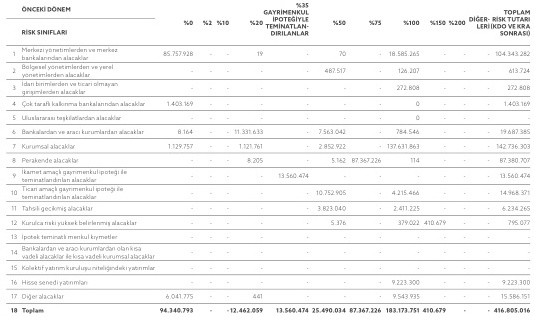 ÖNCEKİ DÖNEM
RISK SINIFLARI
%0 %2 %10 %20 %35 GAYRİMENKUL İPOTEĞİYLE TEMİNATLAN- DIRILANLAR %50 %75 %100 %150 %200 DİĞER- LERİ TOPLAM RİSK TUTARI (KDO VE KRA SONRASI)
1 Merkezi yönetimlerden ve merkez bankalarından alacaklar 85.757.928 - - 19 - 70 - 18.585.265 - - - 104.343.282
2 Bölgesel yönetimlerden ve yerel yönetimlerden alacaklar - - - - - 487.517 - 126.207 - - - 613.724
3 İdari birimlerden ve ticari olmayan girişimlerden alacaklar - - - - - - - 272.808 - - - 272.808
4 Çok taraflı kalkınma bankalarından alacaklar 1.403.169 - - - - - - 0 - - - 1.403.169
5 Uluslararası teşkilatlardan alacaklar - - - - - - - 0 - - - -
6 Bankalardan ve aracı kurumlardan alacaklar 8.164 - - 11.331.633 - 7.563.042 - 784.546 - - - 19.687.385
7 Kurumsal alacaklar 1.129.757 - - 1.121.761 - 2.852.922 - 137.631.863 - - - 142.736.303
8 Perakende alacaklar - - - 8.205 - 5.162 87.367.226 114 - - - 87.380.707
9 İkamet amaçlı gayrimenkul ipoteği ile teminatlandırılan alacaklar - - - - 13.560.474 - - - - - - 13.560.474
10 Ticari amaçlı gayrimenkul ipoteği ile teminatlandırılan alacaklar - - - - - 10.752.905 - 4.215.466 - - - 14.968.371
11 Tahsili gecikmiş alacaklar - - - - - 3.823.040 - 2.411.225 - - - 6.234.265
12 Kurulca riski yüksek belirlenmiş alacaklar - - - - - 5.376 - 379.022 410.679 - - 795.077
13 İpotek teminatlı menkul kıymetler - - - - - - - - - - - -
14 Bankalardan ve aracı kurumlardan olan kısa vadeli alacaklar ile kısa vadeli kurumsal alacaklar - - - - - - - - - - - -
15 Kolektif yatırım kuruluşu niteliğindeki yatırımlar - - - - - - - - - - - -
16 Hisse senedi yatırımları - - - - - - - 9.223.300 - - - 9.223.300
17 Diğer alacaklar 6.041.775 - - 441 - - - 9.543.935 - - - 15.586.151
18 Toplam 94.340.793 - - 12.462.059 13.560.474 25.490.034 87.367.226 183.173.751 410.679 - - 416.805.016